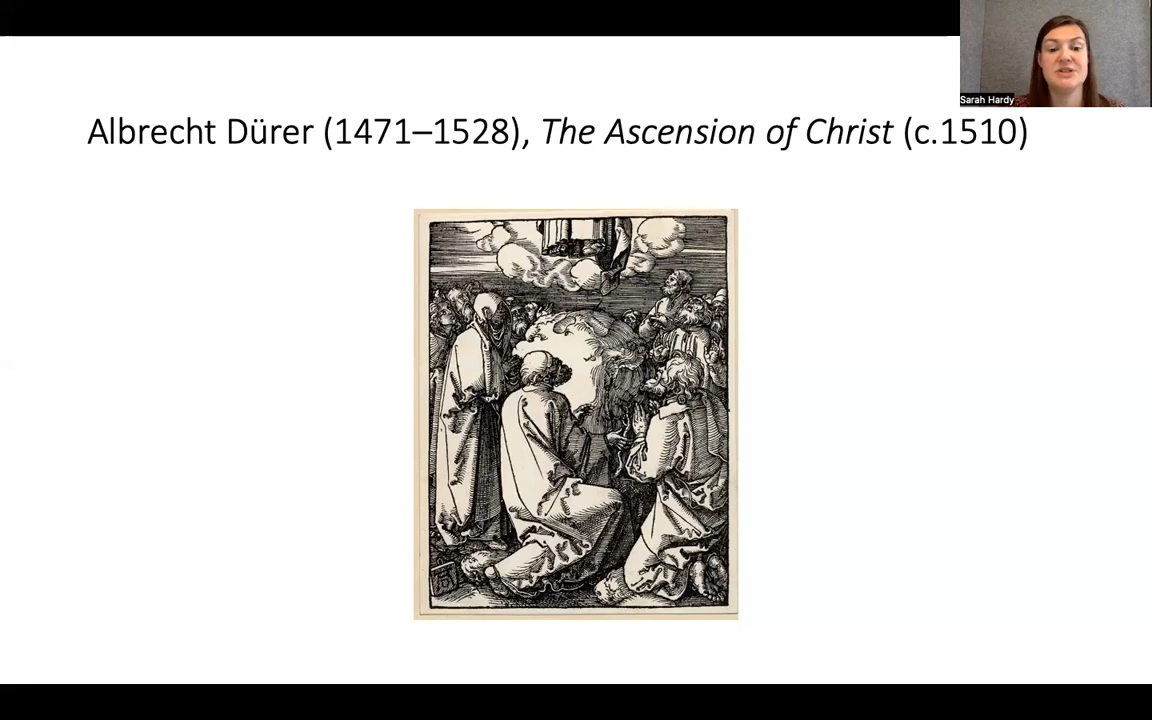 Sarah Hardy
Albrecht Dürer (1471–1528), The Ascension of Christ (c.1510)